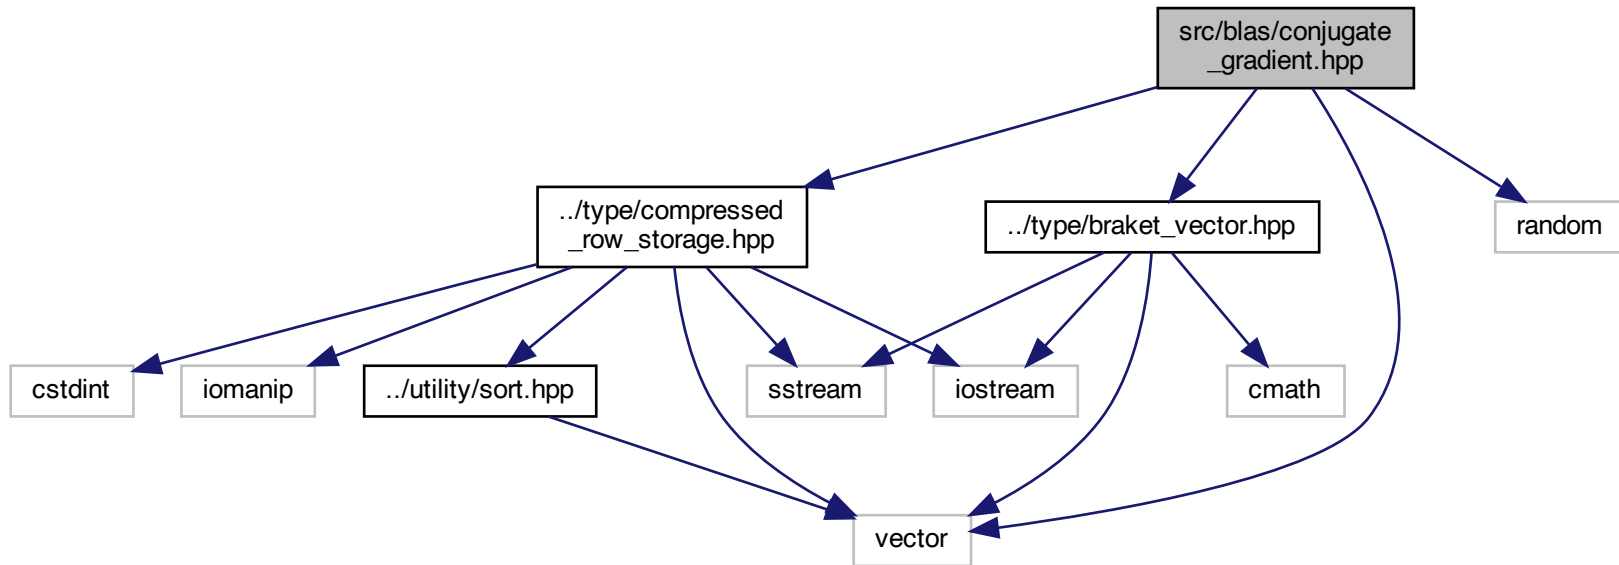 src/blas/conjugate
_gradient.hpp
../type/compressed
_row_storage.hpp
../type/braket_vector.hpp
random
cstdint
iomanip
../utility/sort.hpp
sstream
iostream
cmath
vector